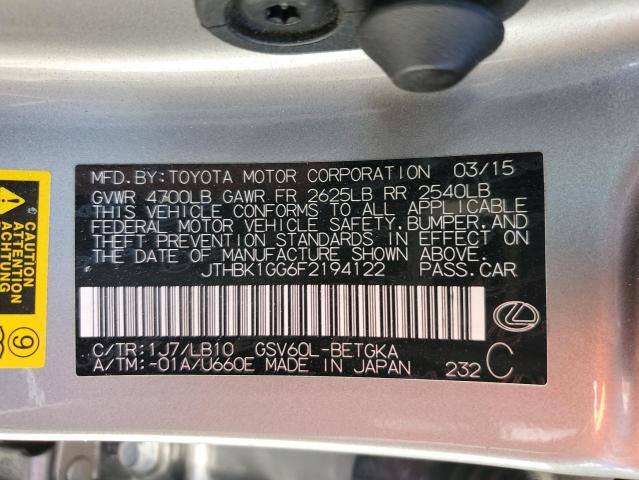 MFD. BY:TOYOTA MOTOR CORPORATION 03/15
GVWR 4700LB GAWR FR 2625LB RR 2540LB
THIS VEHICLE CONFORMS TO ALL APPLICABLE
FEDERAL MOTOR VEHICLE SAFETY,BUMPER,AND
THEFT PREVENTION STANDARDS IN EFFECT ON
THE DATE OF MANUFACTURE SHOWN ABOVE.
JTHBK1GG6F2194122 PASS.CAR
C/TR:1J7/LB10 GSV60L-BETGKA
A/TM:-01A/U660E MADE IN JAPAN 232 C
CAUTION
ATTENTION
ACHTUNG
9